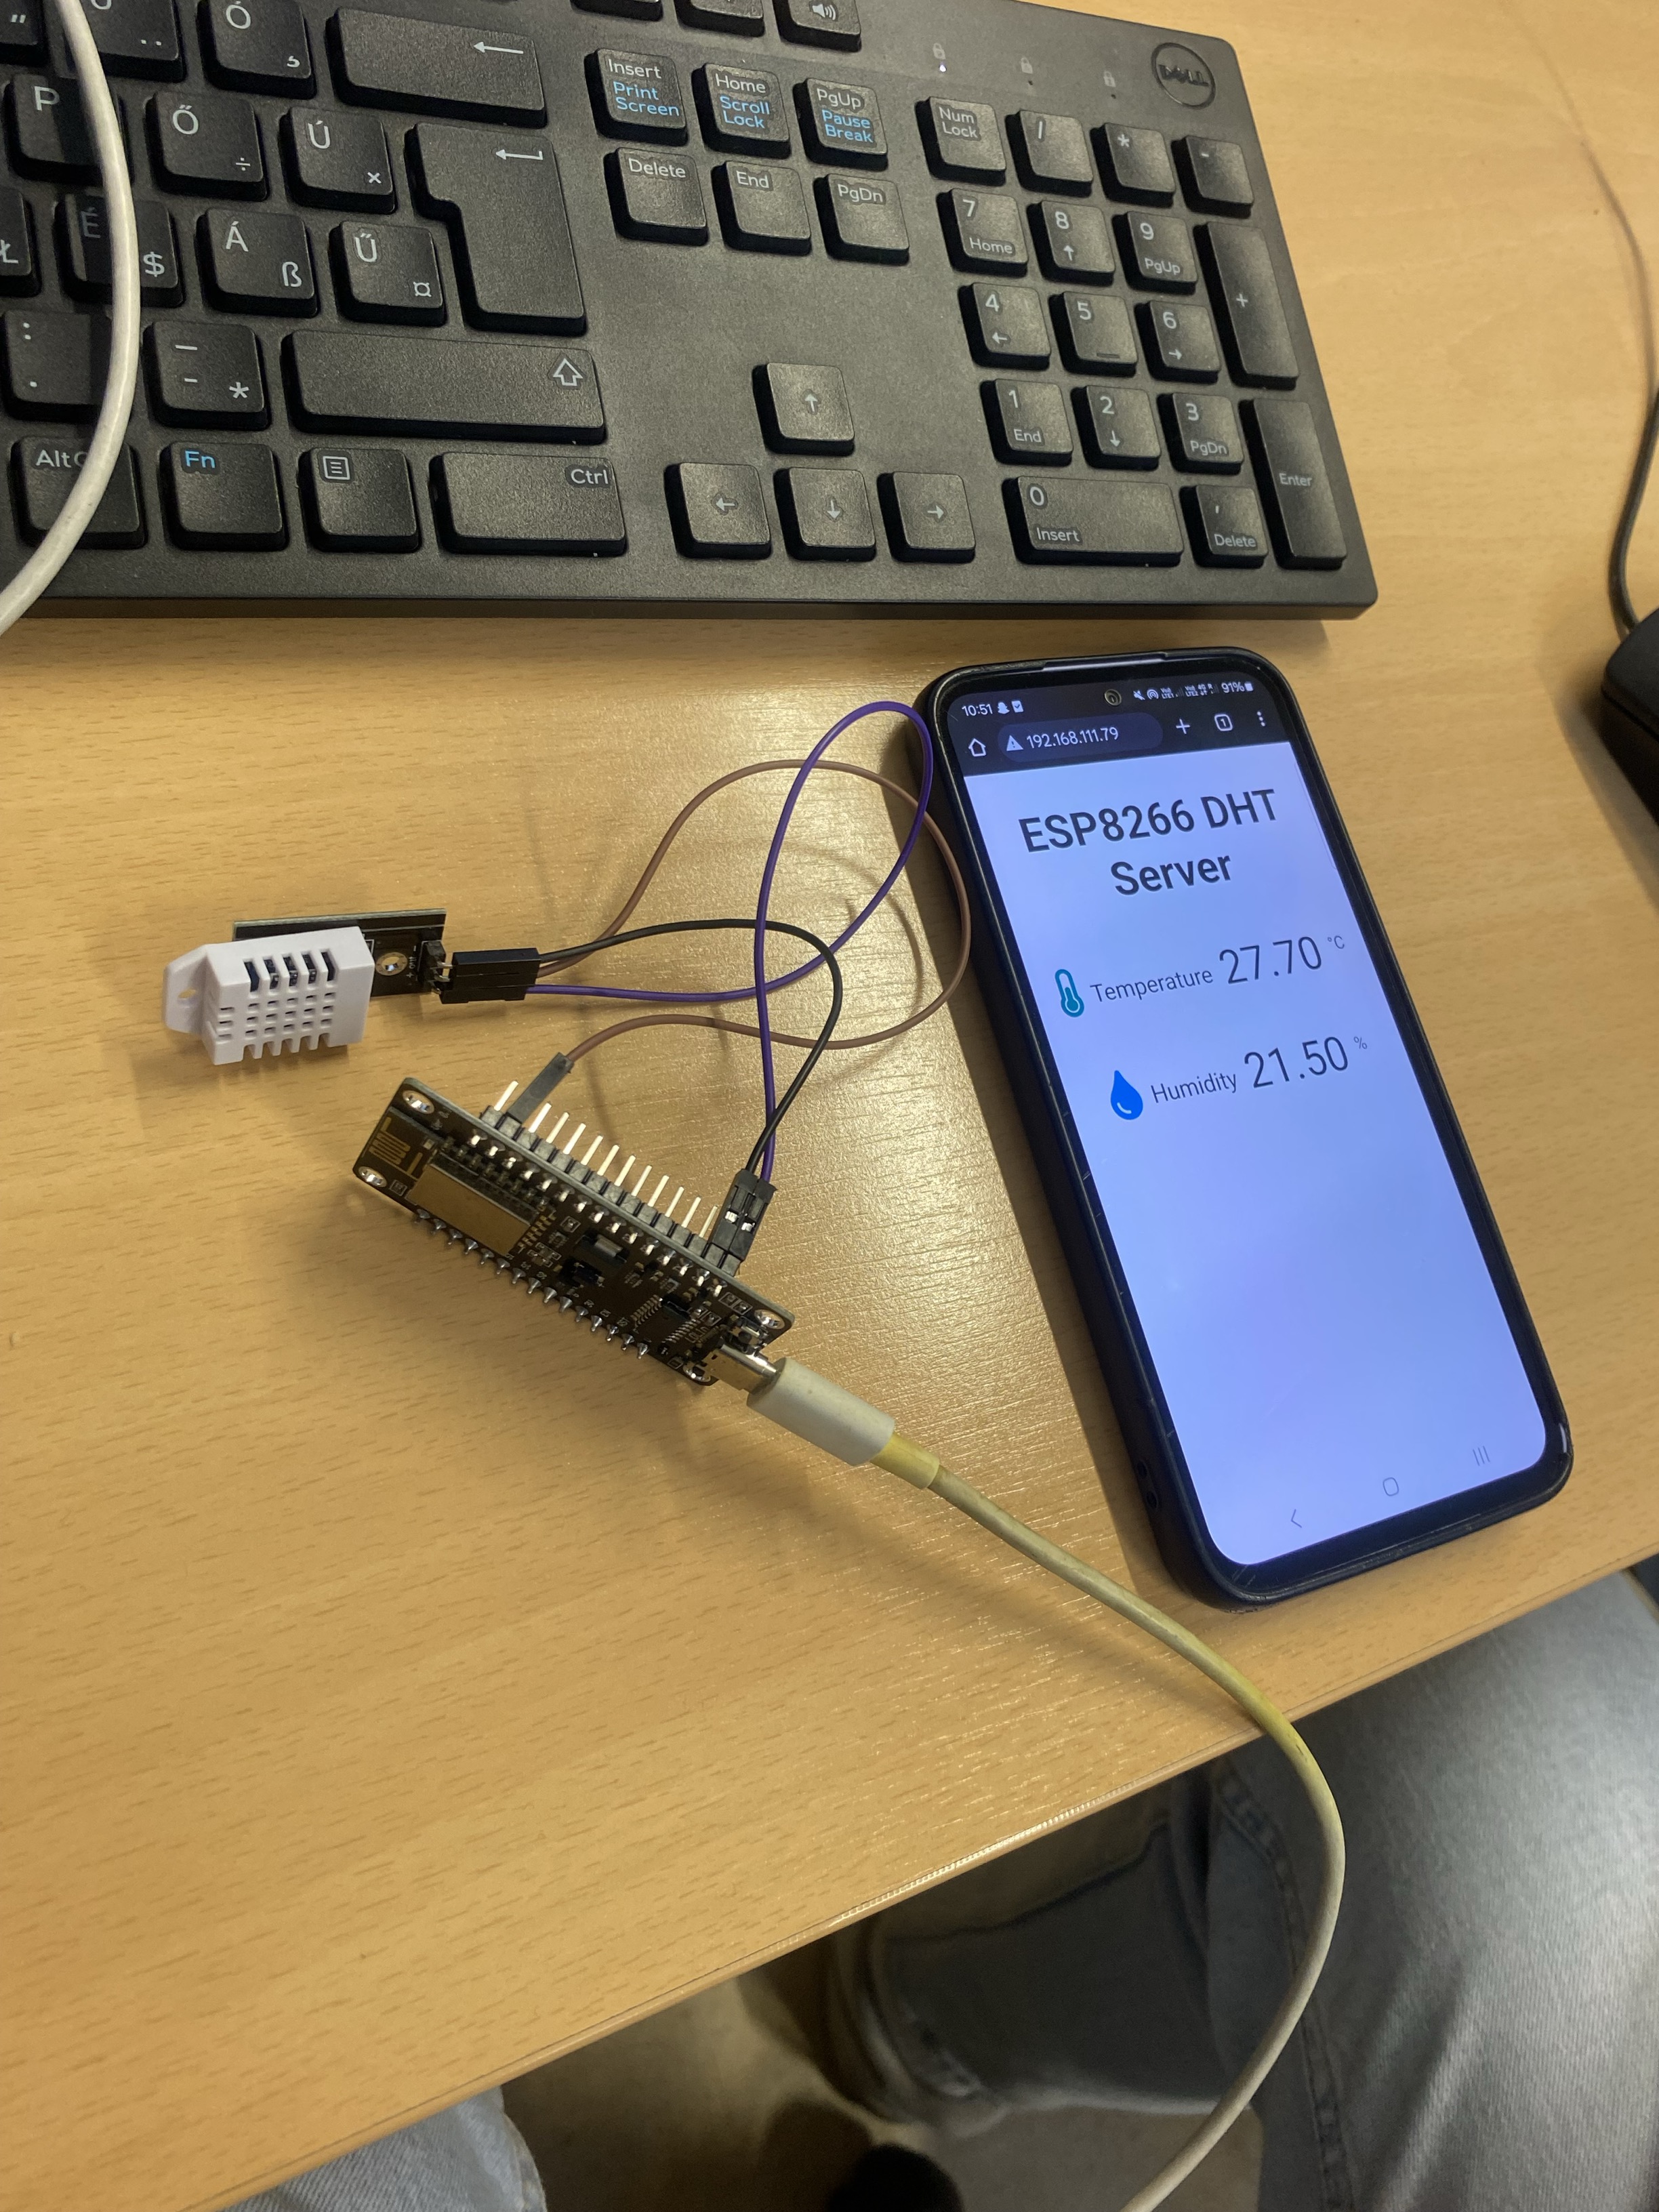 Ó
Insert
Print
Screen
Home
Scroll
Lock
PgUp
Pause
Break
Num
Lock
/
*
-
DELL
P
Ő
÷
Ú
×
Delete
End
PgDn
7
Home
8
↑
9
PgUp
+
É
$
Á
ß
Ű
¤
4
←
5
6
→
:
.
–
-
*
↑
1
End
2
↓
3
PgDn
Enter
Alt
Fn
Ctrl
←
↓
→
0
Insert
,
Delete
10:51
91%
192.168.111.79
1
ESP8266 DHT
Server
Temperature 27.70 °C
Humidity 21.50 %